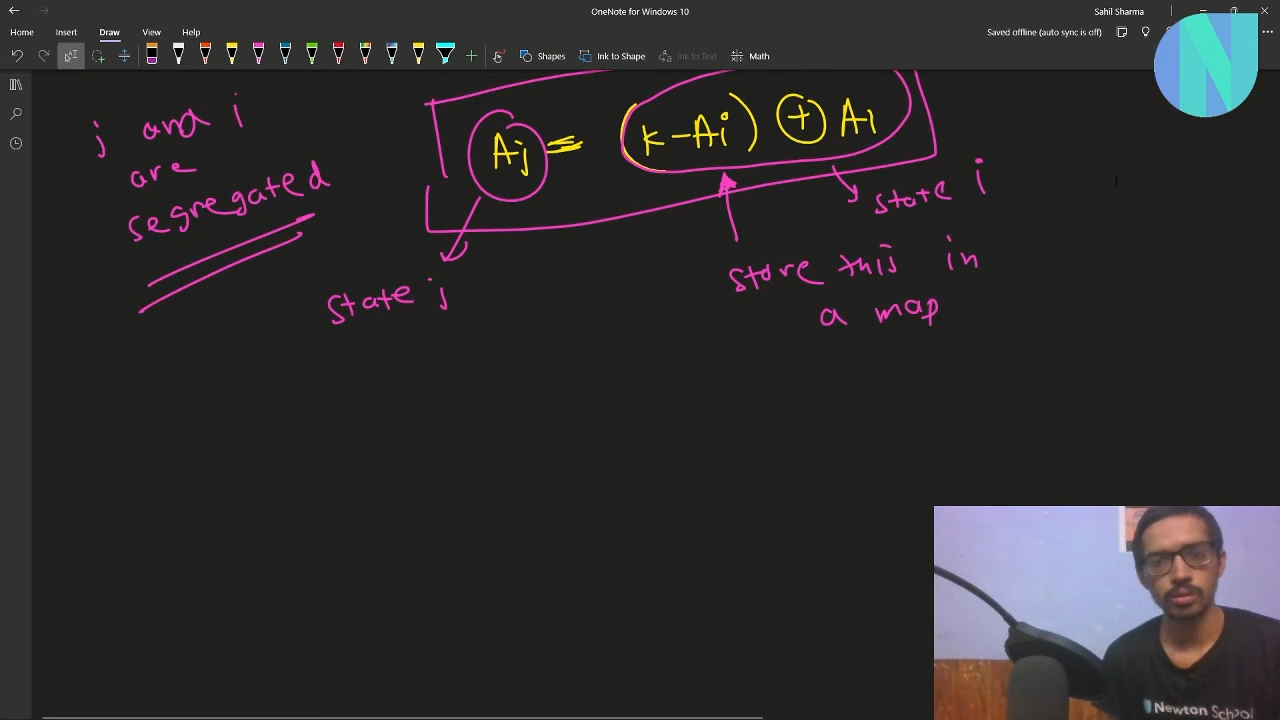 OneNote for Windows 10
Sahil Sharma
Home Insert Draw View Help
Saved offline (auto sync is off)
Shapes Ink to Shape Ink to Text Math
j and i
are
segregated
Aj = (k-Ai) ⊕ Ai
state i
state j
store this in
a map
Newton School